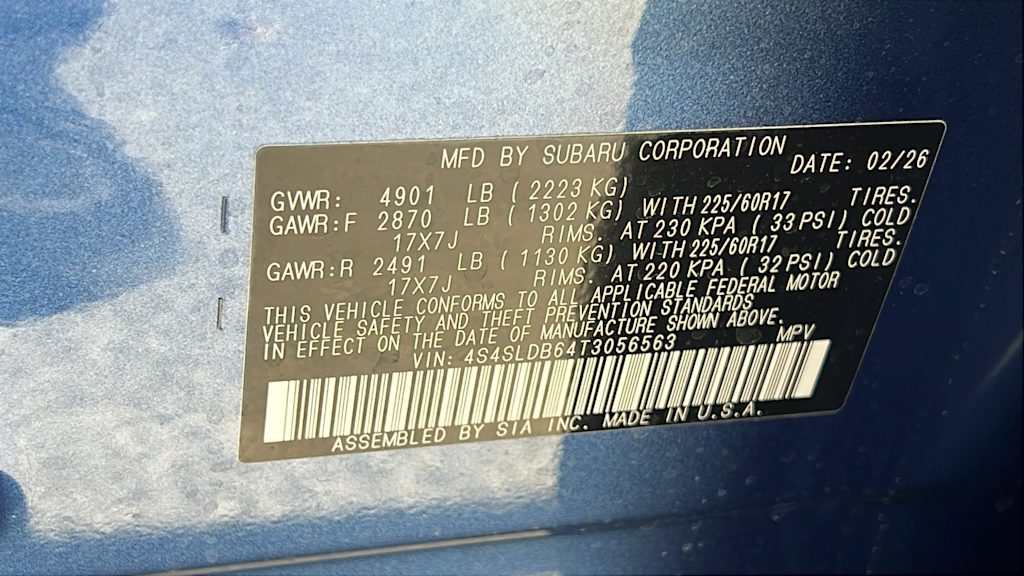 MFD BY SUBARU CORPORATION DATE: 02/26
GVWR: 4901 LB ( 2223 KG)
GAWR:F 2870 LB ( 1302 KG) WITH 225/60R17 TIRES.
17X7J RIMS. AT 230 KPA ( 33 PSI) COLD
GAWR:R 2491 LB ( 1130 KG) WITH 225/60R17 TIRES.
17X7J RIMS. AT 220 KPA ( 32 PSI) COLD
THIS VEHICLE CONFORMS TO ALL APPLICABLE FEDERAL MOTOR
VEHICLE SAFETY AND THEFT PREVENTION STANDARDS
IN EFFECT ON THE DATE OF MANUFACTURE SHOWN ABOVE.
VIN: 4S4SLDB64T3056563 MPV
ASSEMBLED BY SIA INC. MADE IN U.S.A.